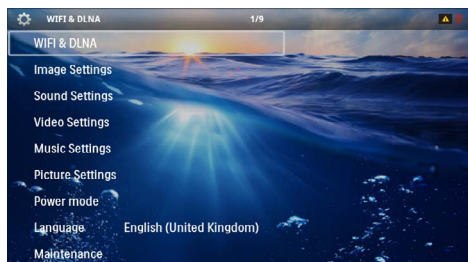 WIFI & DLNA 1/9
WIFI & DLNA
Image Settings
Sound Settings
Video Settings
Music Settings
Picture Settings
Power mode
Language English (United Kingdom)
Maintenance